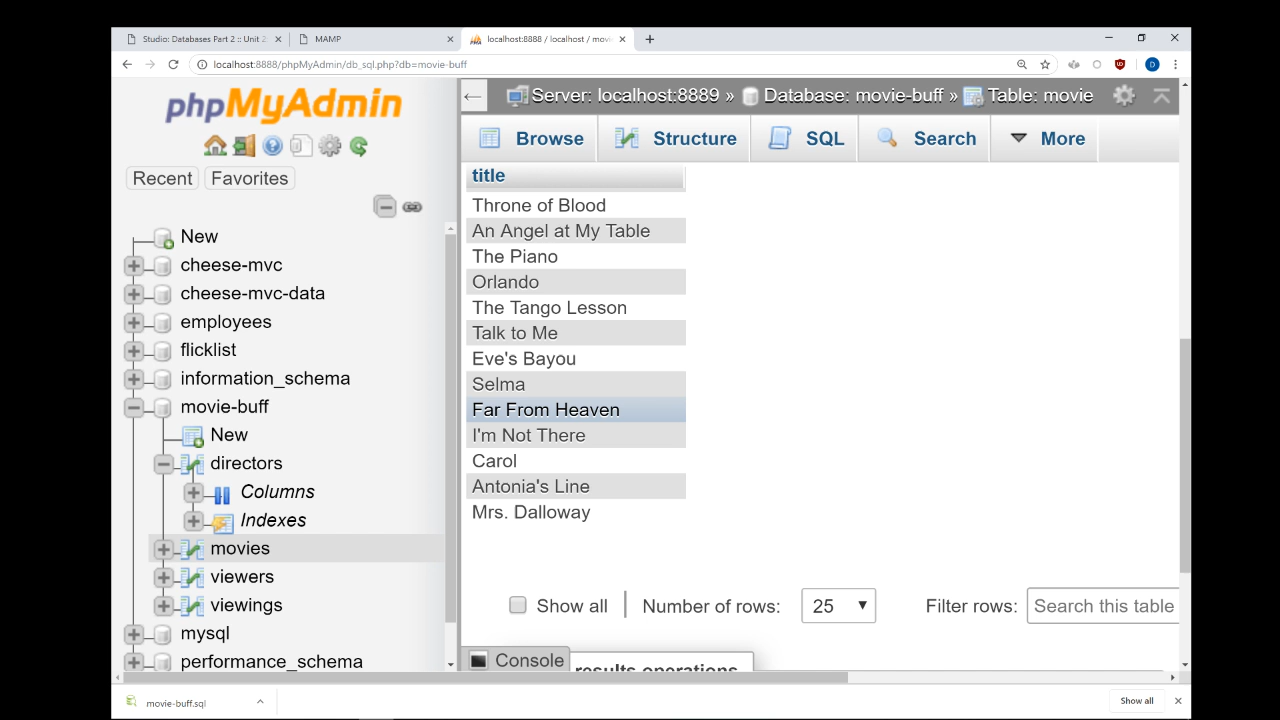 Studio: Databases Part 2 :: Unit 2
MAMP
localhost:8888 / localhost / movi
localhost:8888/phpMyAdmin/db_sql.php?db=movie-buff
D
phpMyAdmin
Recent
Favorites
New
cheese-mvc
cheese-mvc-data
employees
flicklist
information_schema
movie-buff
New
directors
Columns
Indexes
movies
viewers
viewings
mysql
performance_schema
Server: localhost:8889 » Database: movie-buff » Table: movie
Browse
Structure
SQL
Search
More
title
Throne of Blood
An Angel at My Table
The Piano
Orlando
The Tango Lesson
Talk to Me
Eve's Bayou
Selma
Far From Heaven
I'm Not There
Carol
Antonia's Line
Mrs. Dalloway
Show all
Number of rows:
25
Filter rows:
Search this table
Console
results operations
movie-buff.sql
Show all